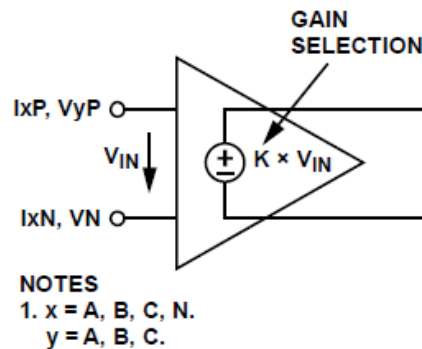 GAIN
SELECTION
IxP, VyP
VIN
+
−
K × VIN
IxN, VN
NOTES
1. x = A, B, C, N.
y = A, B, C.